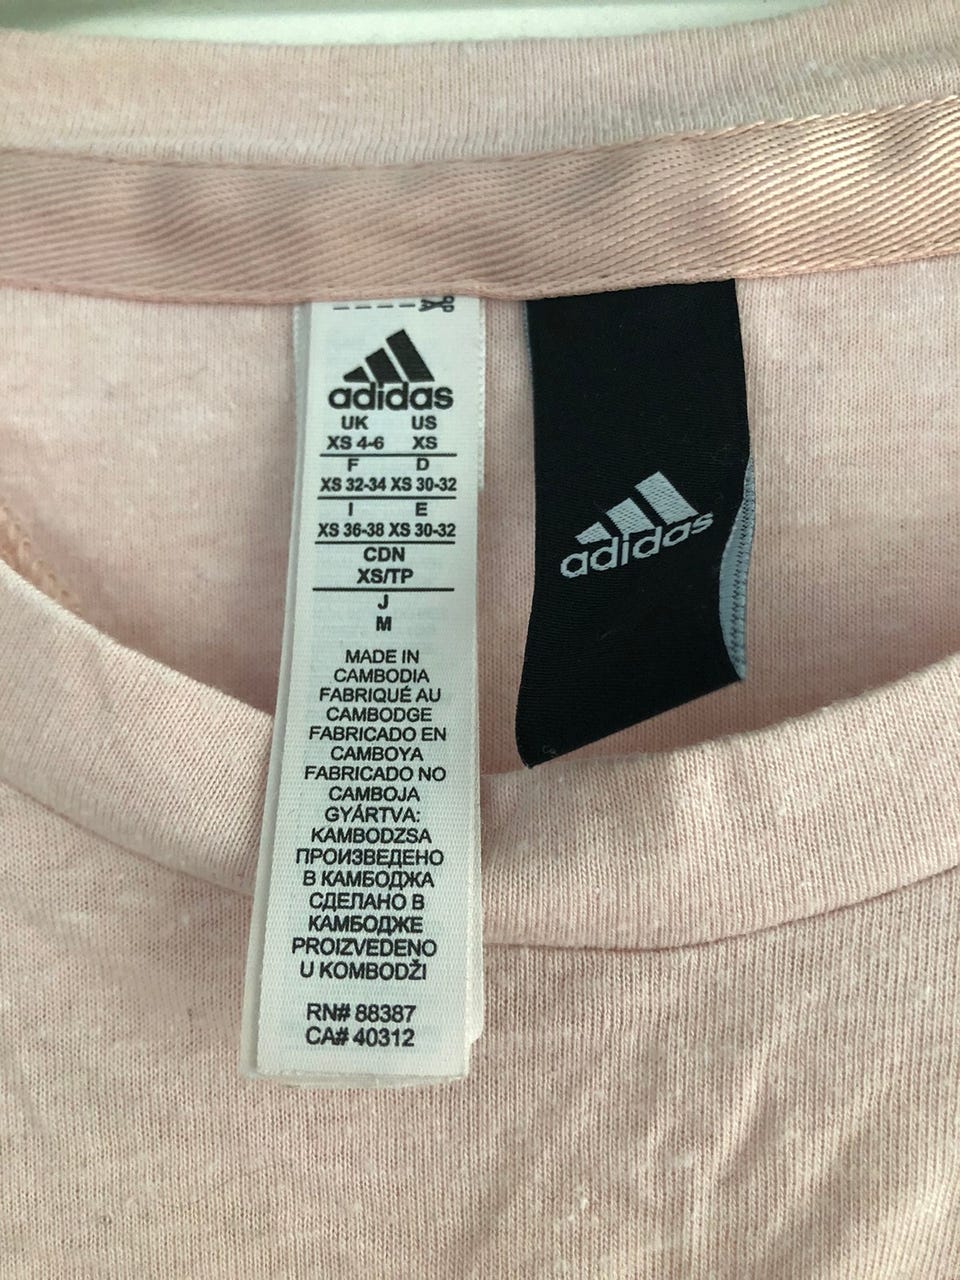 adidas
UK US
XS 4-6 XS
F D
XS 32-34 XS 30-32
I E
XS 36-38 XS 30-32
CDN
XS/TP
J
M
MADE IN
CAMBODIA
FABRIQUÉ AU
CAMBODGE
FABRICADO EN
CAMBOYA
FABRICADO NO
CAMBOJA
GYÁRTVA:
KAMBODZSA
ПРОИЗВЕДЕНО
В КАМБОДЖА
СДЕЛАНО В
КАМБОДЖЕ
PROIZVEDENO
U KOMBODŽI
RN# 88387
CA# 40312
adidas